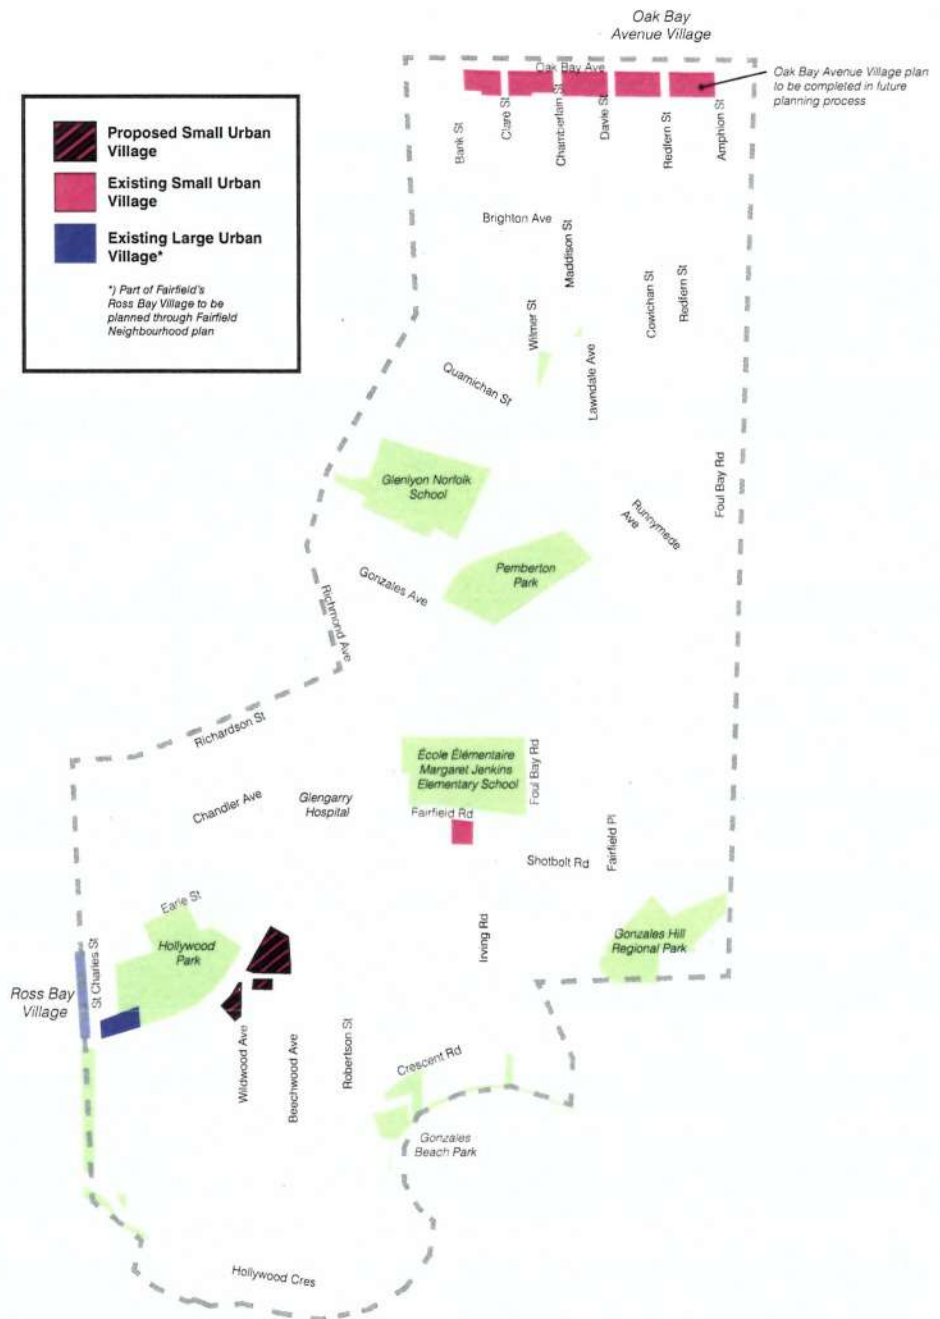 Oak Bay
Avenue Village
Oak Bay Ave
Oak Bay Avenue Village plan
to be completed in future
planning process
Proposed Small Urban
Village
Existing Small Urban
Village
Existing Large Urban
Village*
*) Part of Fairfield's
Ross Bay Village to be
planned through Fairfield
Neighbourhood plan
Bank St
Clare St
Chamberlain St
Davie St
Redfern St
Amphion St
Brighton Ave
Maddison St
Cowichan St
Redfern St
Wilmer St
Lawndale Ave
Quamichan St
Foul Bay Rd
Glenlyon Norfolk
School
Runnymede
Ave
Pemberton
Park
Gonzales Ave
Richmond Ave
Richardson St
École Élémentaire
Margaret Jenkins
Elementary School
Foul Bay Rd
Chandler Ave
Glengarry
Hospital
Fairfield Rd
Fairfield Pl
Shotbolt Rd
Earle St
Hollywood
Park
Irving Rd
Gonzales Hill
Regional Park
St Charles St
Ross Bay
Village
Wildwood Ave
Beechwood Ave
Robertson St
Crescent Rd
Gonzales
Beach Park
Hollywood Cres